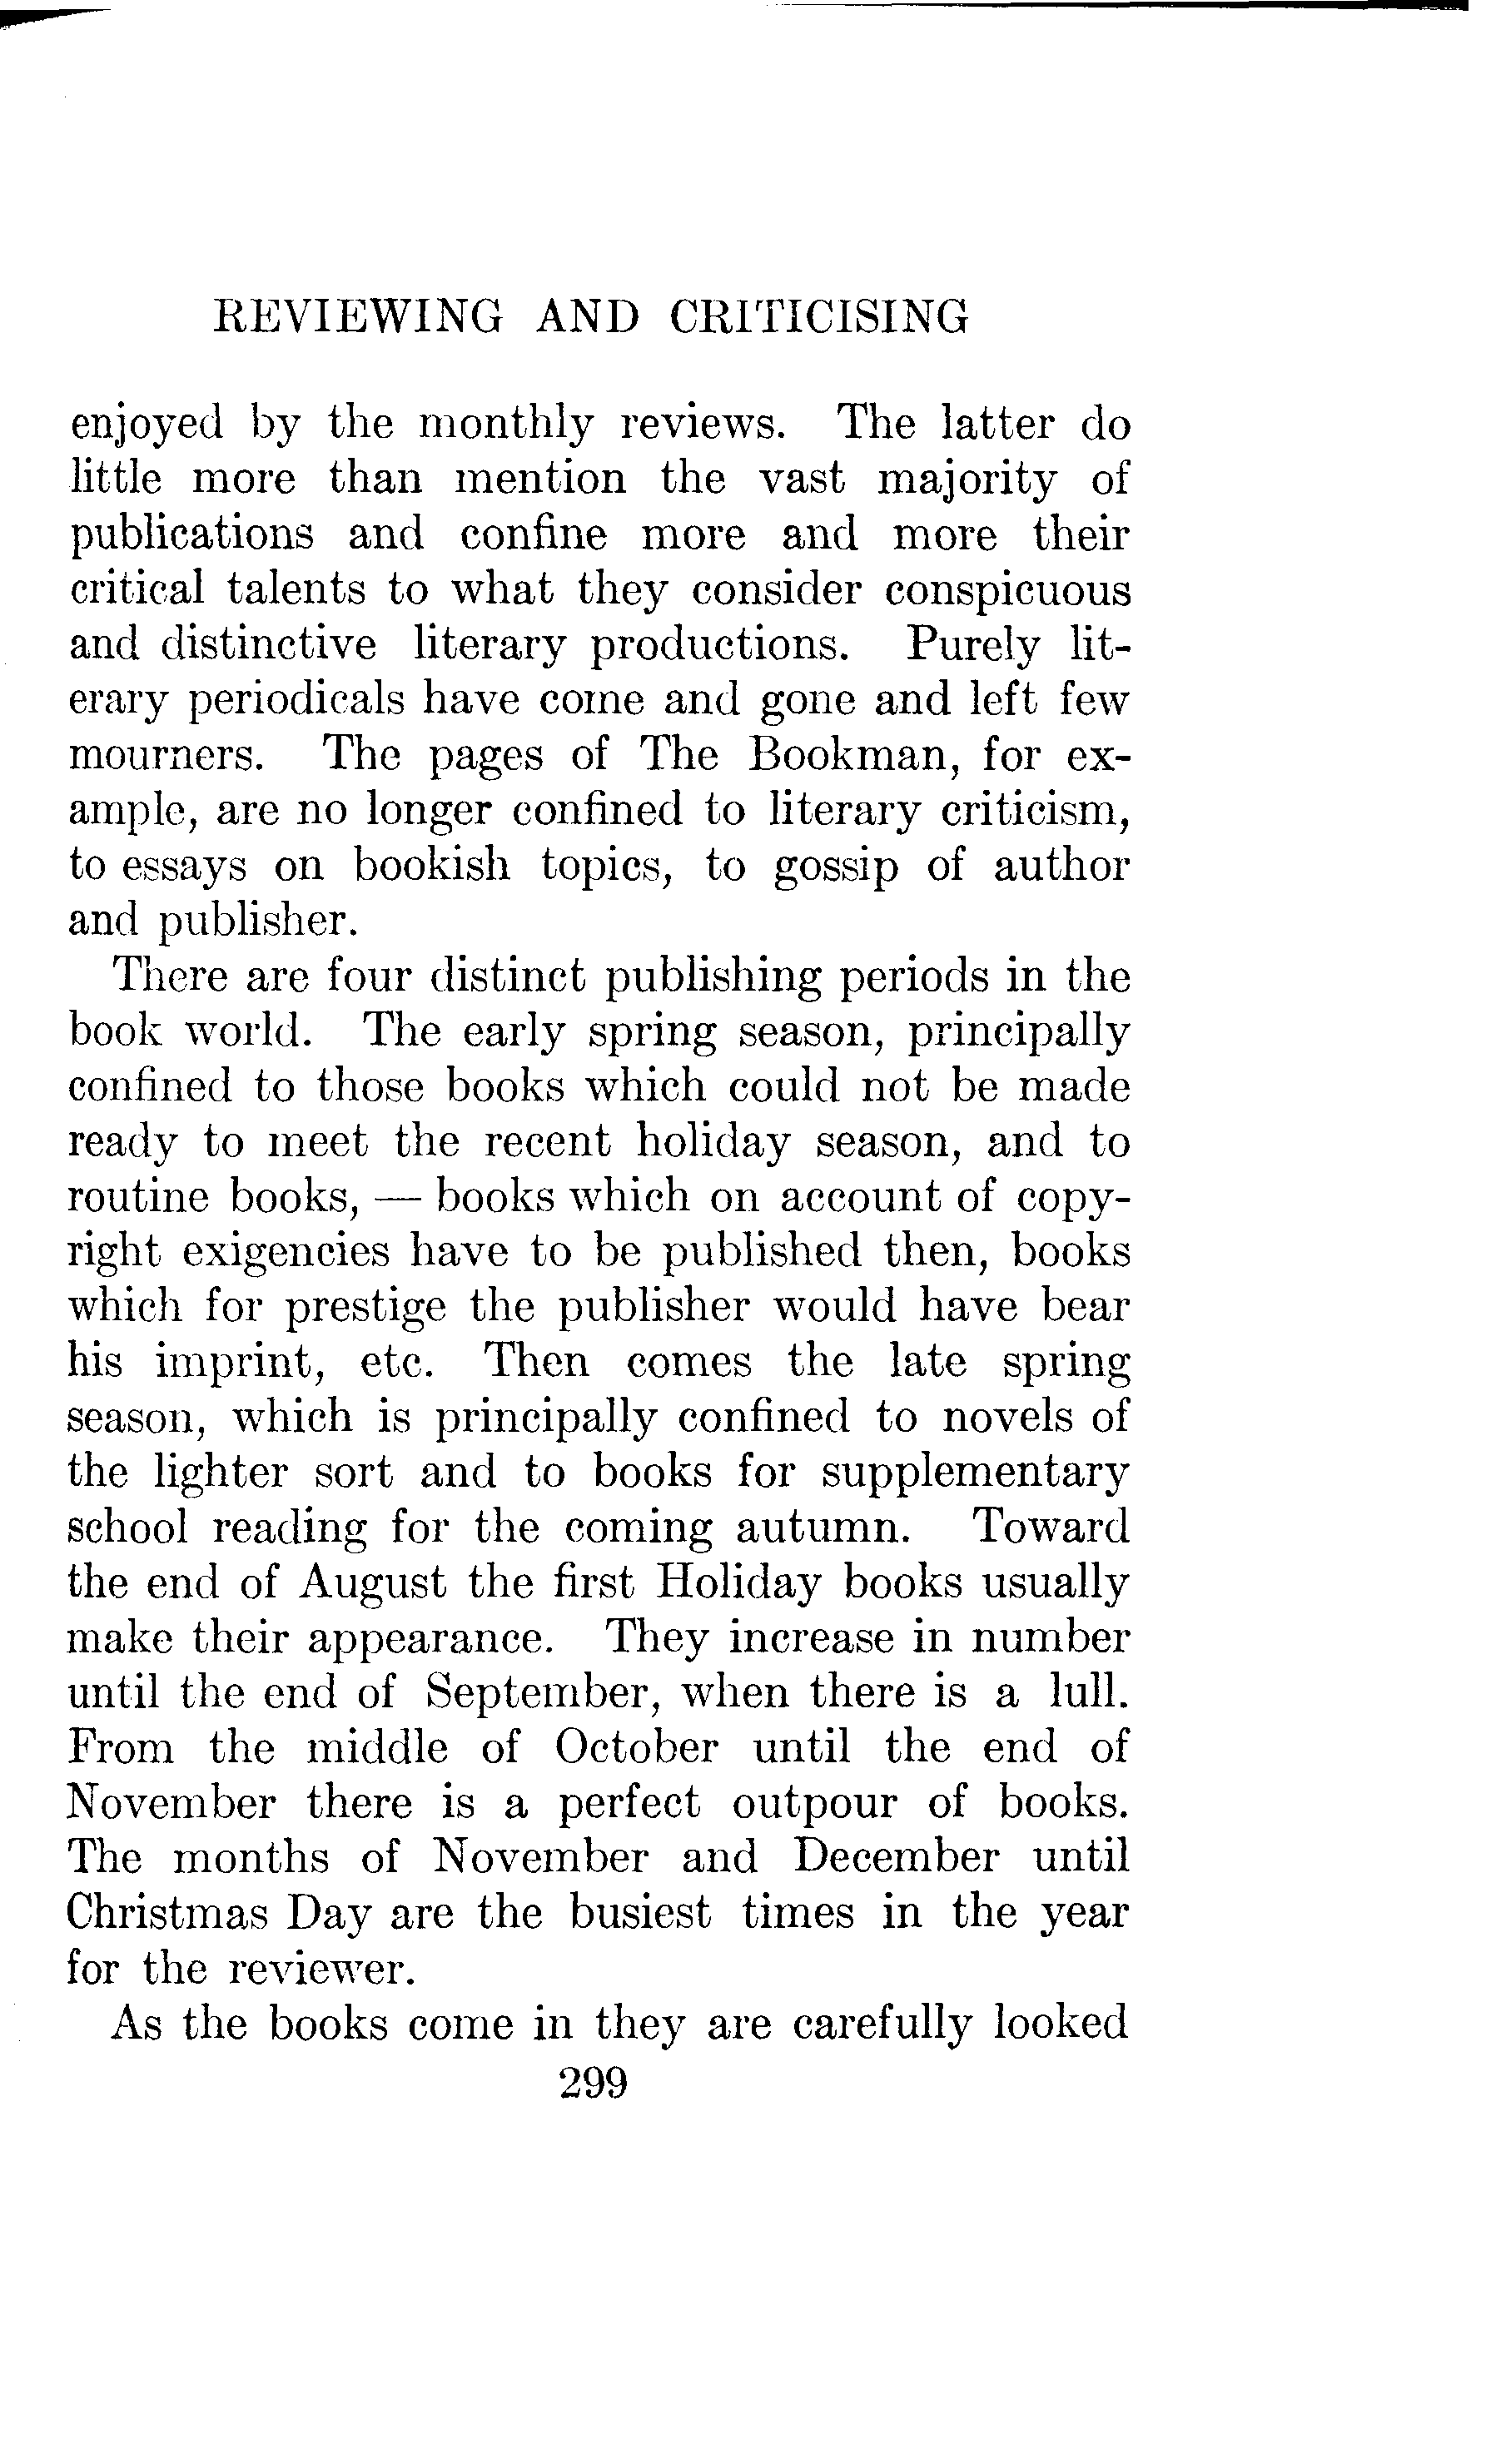 REVIEWING AND CRITICISING
enjoyed by the monthly reviews. The latter do
little more than mention the vast majority of
publications and confine more and more their
critical talents to what they consider conspicuous
and distinctive literary productions. Purely lit-
erary periodicals have come and gone and left few
mourners. The pages of The Bookman, for ex-
ample, are no longer confined to literary criticism,
to essays on bookish topics, to gossip of author
and publisher.
There are four distinct publishing periods in the
book world. The early spring season, principally
confined to those books which could not be made
ready to meet the recent holiday season, and to
routine books, — books which on account of copy-
right exigencies have to be published then, books
which for prestige the publisher would have bear
his imprint, etc. Then comes the late spring
season, which is principally confined to novels of
the lighter sort and to books for supplementary
school reading for the coming autumn. Toward
the end of August the first Holiday books usually
make their appearance. They increase in number
until the end of September, when there is a lull.
From the middle of October until the end of
November there is a perfect outpour of books.
The months of November and December until
Christmas Day are the busiest times in the year
for the reviewer.
As the books come in they are carefully looked
299